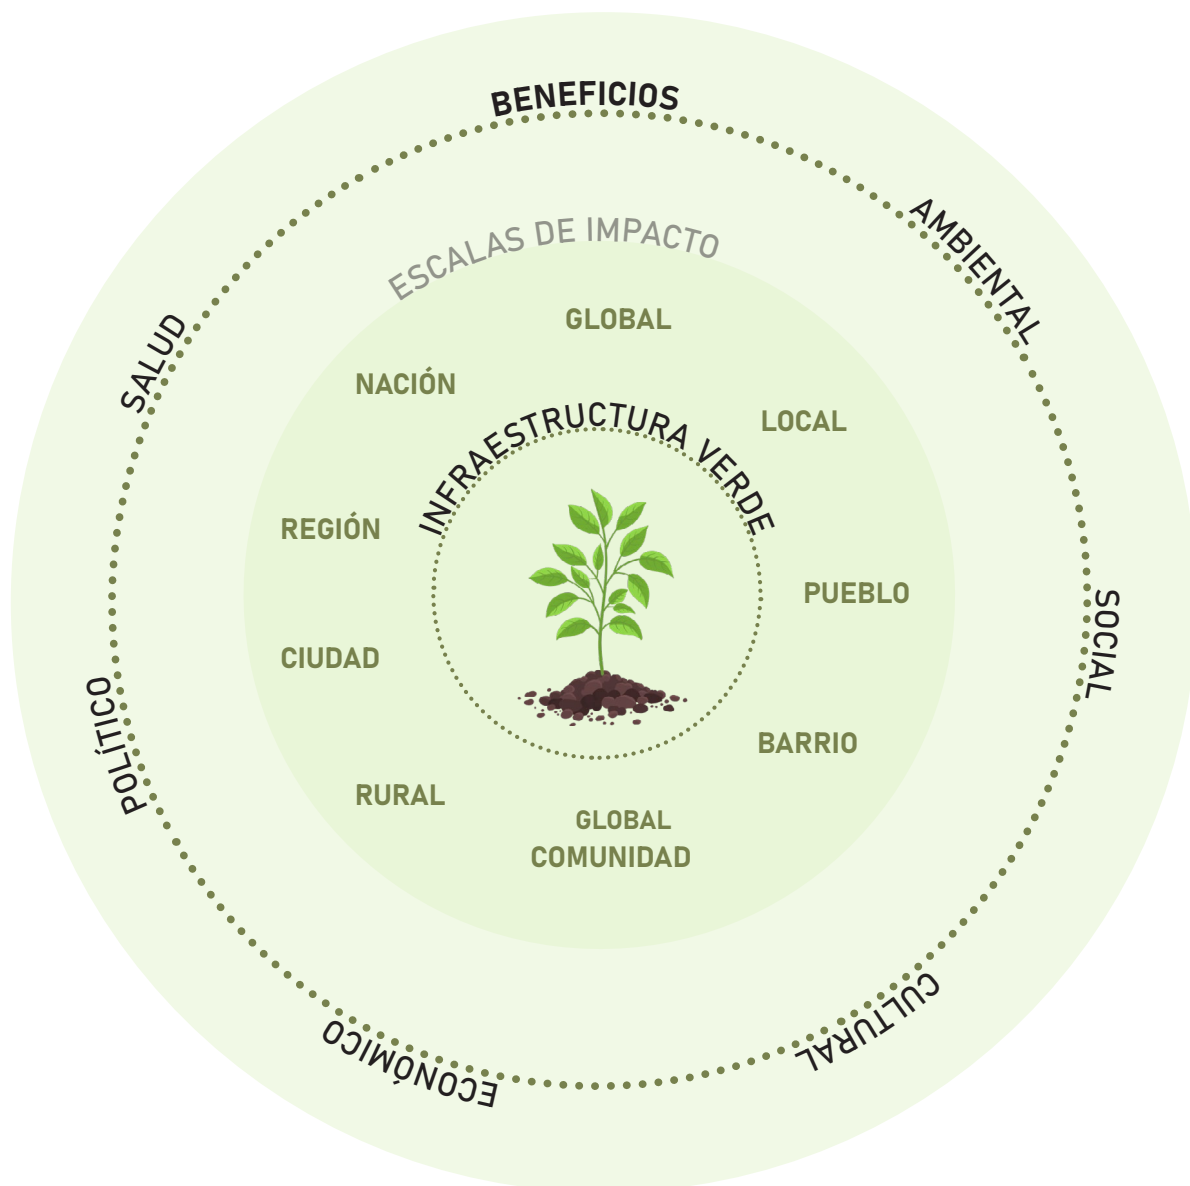 BENEFICIOS
AMBIENTAL
SOCIAL
CULTURAL
ECONÓMICO
POLÍTICO
SALUD
ESCALAS DE IMPACTO
GLOBAL
LOCAL
PUEBLO
BARRIO
GLOBAL
COMUNIDAD
RURAL
CIUDAD
REGIÓN
NACIÓN
INFRAESTRUCTURA VERDE